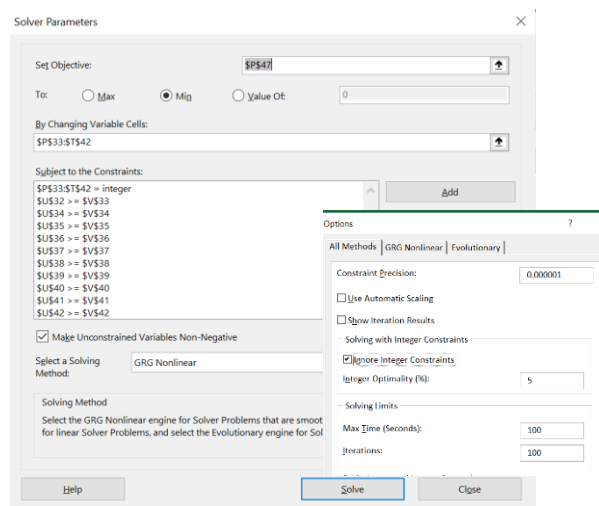 Solver Parameters
Set Objective:
$P$47
To:
Max
Min
Value Of:
0
By Changing Variable Cells:
$P$33:$T$42
Subject to the Constraints:
$P$33:$T$42 = integer
$U$32 >= $V$33
$U$34 >= $V$34
$U$35 >= $V$35
$U$36 >= $V$36
$U$37 >= $V$37
$U$38 >= $V$38
$U$39 >= $V$39
$U$40 >= $V$40
$U$41 >= $V$41
$U$42 >= $V$42
Add
Make Unconstrained Variables Non-Negative
Select a Solving
Method:
GRG Nonlinear
Solving Method
Select the GRG Nonlinear engine for Solver Problems that are smoot
for linear Solver Problems, and select the Evolutionary engine for Sol
Help
Solve
Close
Options
?
All Methods
GRG Nonlinear
Evolutionary
Constraint Precision:
0.000001
Use Automatic Scaling
Show Iteration Results
Solving with Integer Constraints
Ignore Integer Constraints
Integer Optimality (%):
5
Solving Limits
Max Time (Seconds):
100
Iterations:
100